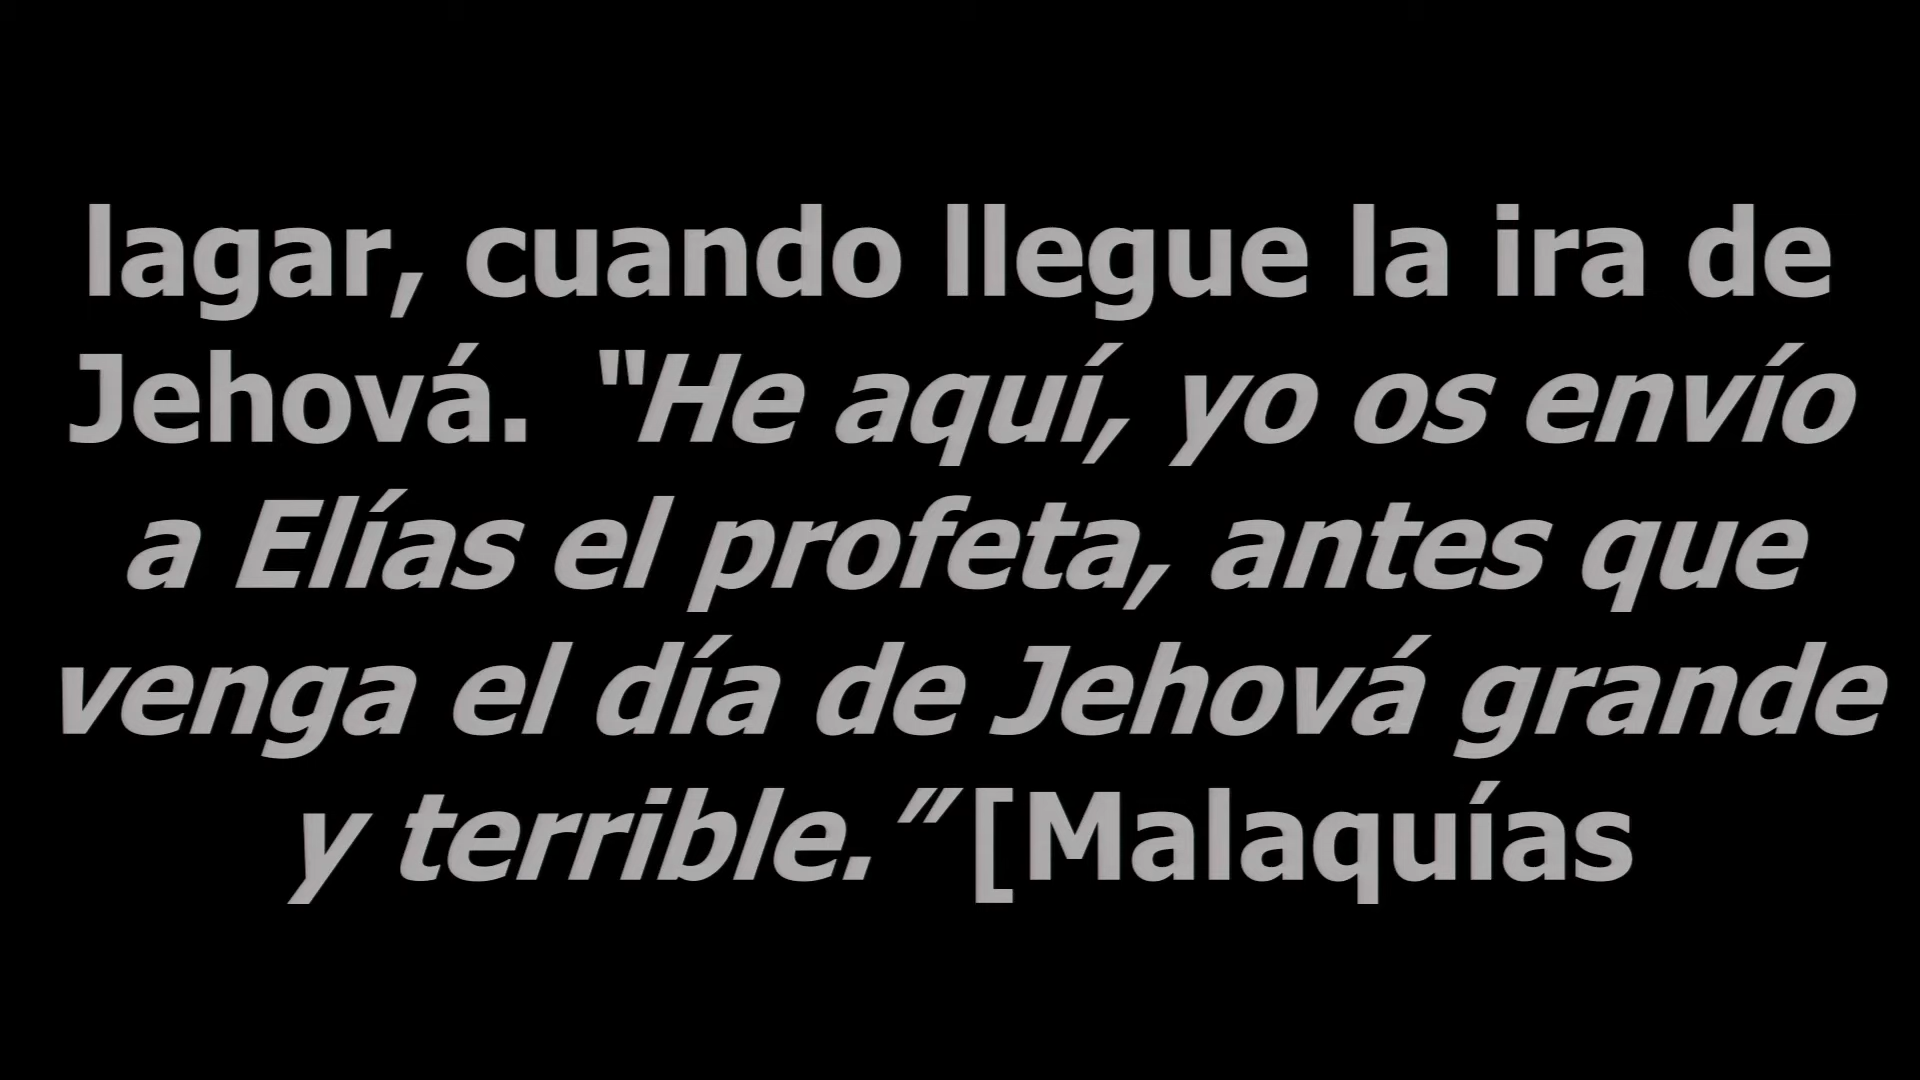 lagar, cuando llegue la ira de
Jehová. “He aquí, yo os envío
a Elías el profeta, antes que
venga el día de Jehová grande
y terrible.” [Malaquías